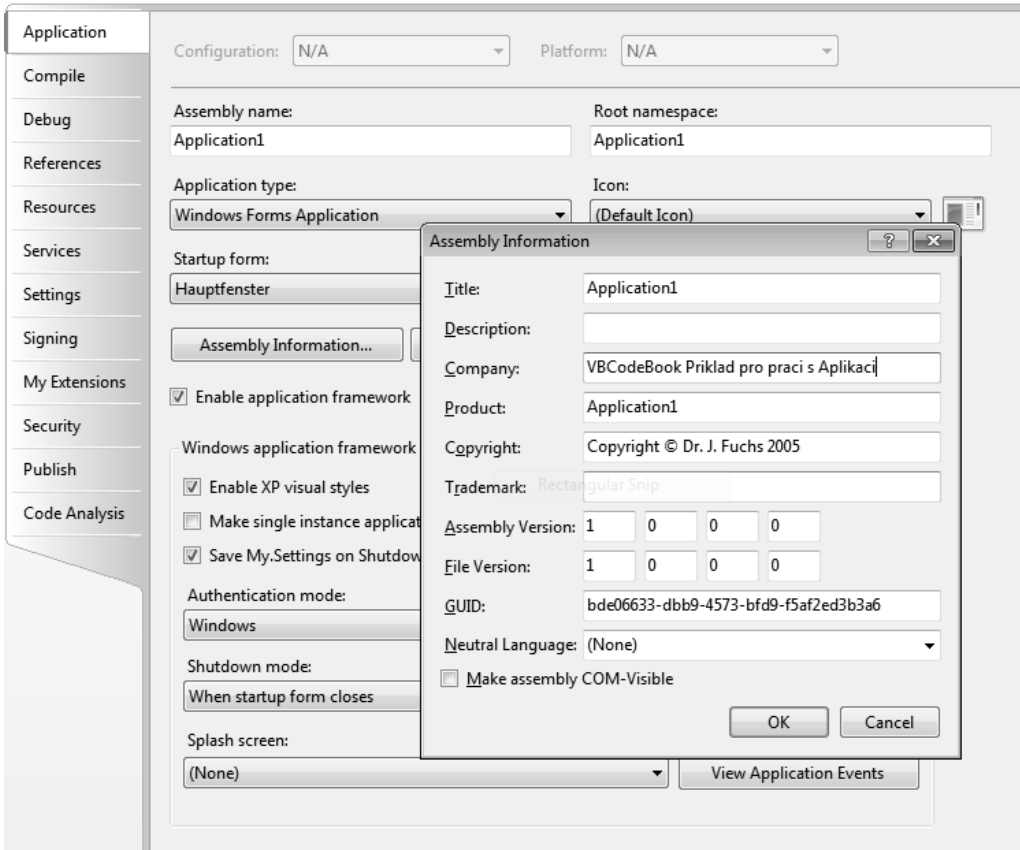 Application
Compile
Debug
References
Resources
Services
Settings
Signing
My Extensions
Security
Publish
Code Analysis
Configuration: N/A Platform: N/A
Assembly name: Root namespace:
Application1 Application1
Application type: Icon:
Windows Forms Application (Default Icon)
Startup form:
Hauptfenster
Assembly Information...
Enable application framework
Windows application framework
Enable XP visual styles
Make single instance applicat
Save My.Settings on Shutdow
Authentication mode:
Windows
Shutdown mode:
When startup form closes
Splash screen:
(None) View Application Events
Assembly Information ?
Title: Application1
Description:
Company: VBCodeBook Priklad pro praci s Aplikaci
Product: Application1
Copyright: Copyright © Dr. J. Fuchs 2005
Trademark: Rectangular Snip
Assembly Version: 1 0 0 0
File Version: 1 0 0 0
GUID: bde06633-dbb9-4573-bfd9-f5af2ed3b3a6
Neutral Language: (None)
Make assembly COM-Visible
OK Cancel